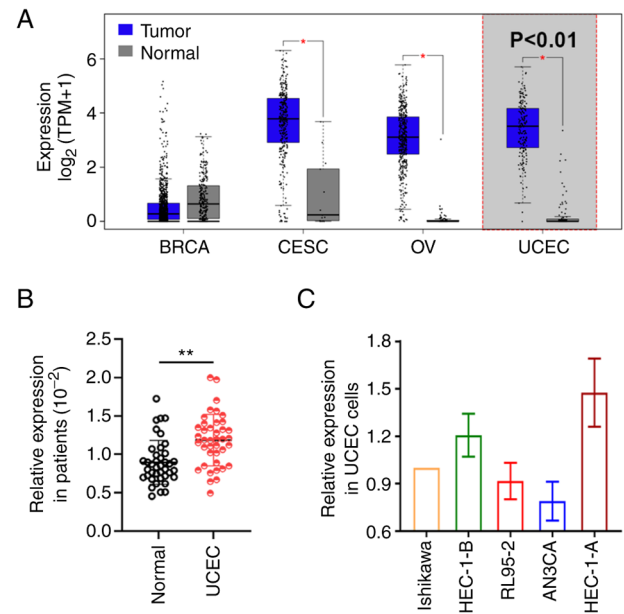 A
Tumor
Normal
P<0.01
*
*
*
Expression
log₂ (TPM+1)
6
4
2
0
BRCA
CESC
OV
UCEC
B
**
Relative expression
in patients (10⁻²)
2.5
2.0
1.5
1.0
0.5
0.0
Normal
UCEC
C
Relative expression
in UCEC cells
1.8
1.5
1.2
0.9
0.6
Ishikawa
HEC-1-B
RL95-2
AN3CA
HEC-1-A